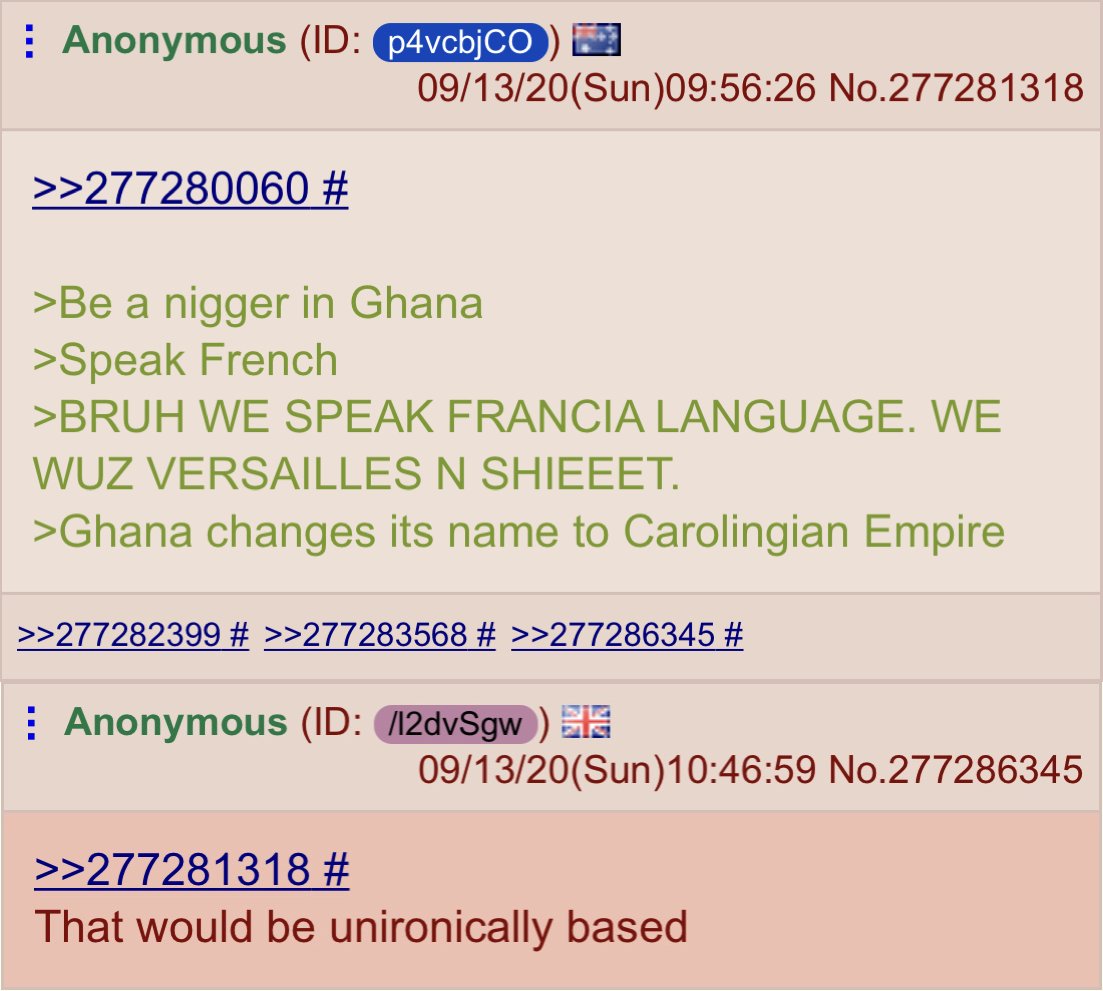 Anonymous (ID: p4vcbjCO)
09/13/20(Sun)09:56:26 No.277281318
>>277280060 #
>Be a nigger in Ghana
>Speak French
>BRUH WE SPEAK FRANCIA LANGUAGE. WE
WUZ VERSAILLES N SHIEEET.
>Ghana changes its name to Carolingian Empire
>>277282399 # >>277283568 # >>277286345 #
Anonymous (ID: /l2dvSgw)
09/13/20(Sun)10:46:59 No.277286345
>>277281318 #
That would be unironically based